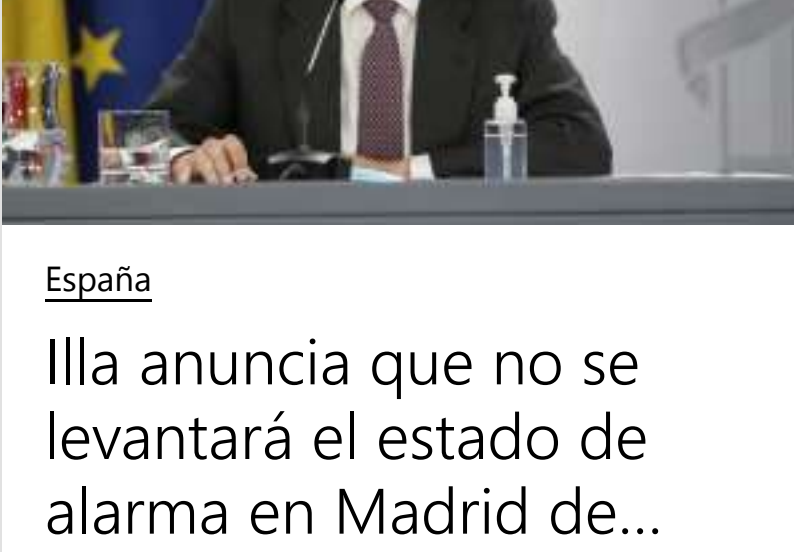 España
Illa anuncia que no se
levantará el estado de
alarma en Madrid de...